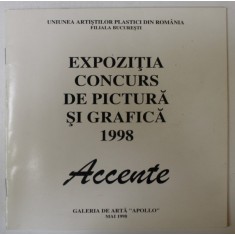 UNIUNEA ARTIȘTILOR PLASTICI DIN ROMÂNIA
FILIALA BUCUREȘTI
EXPOZIȚIA
CONCURS
DE PICTURĂ
ȘI GRAFICĂ
1998
Accente
GALERIA DE ARTĂ "APOLLO"
MAI 1998